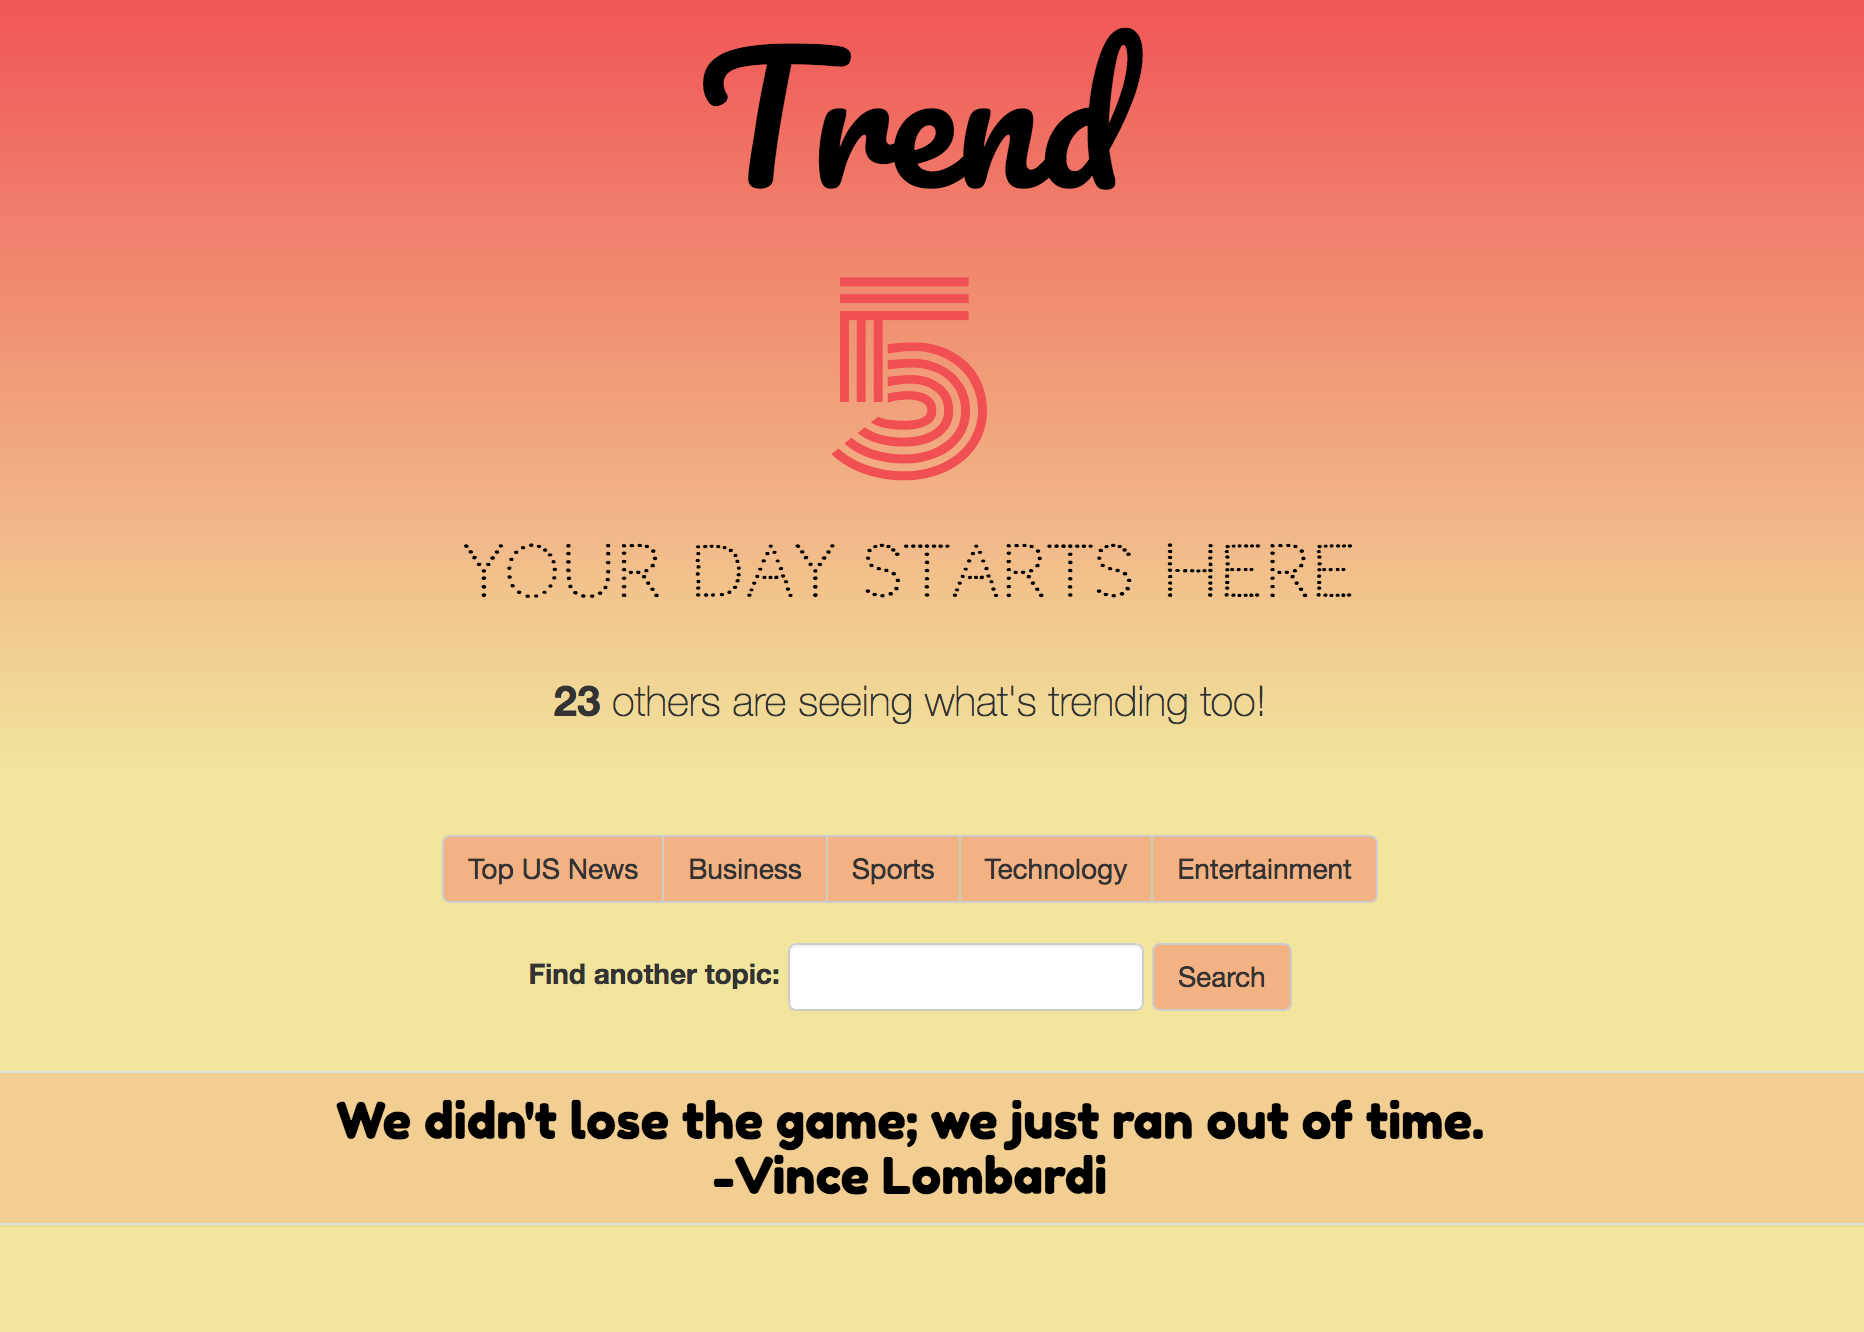 Trend
5
YOUR DAY STARTS HERE
23 others are seeing what's trending too!
Top US News Business Sports Technology Entertainment
Find another topic: Search
We didn't lose the game; we just ran out of time.
-Vince Lombardi